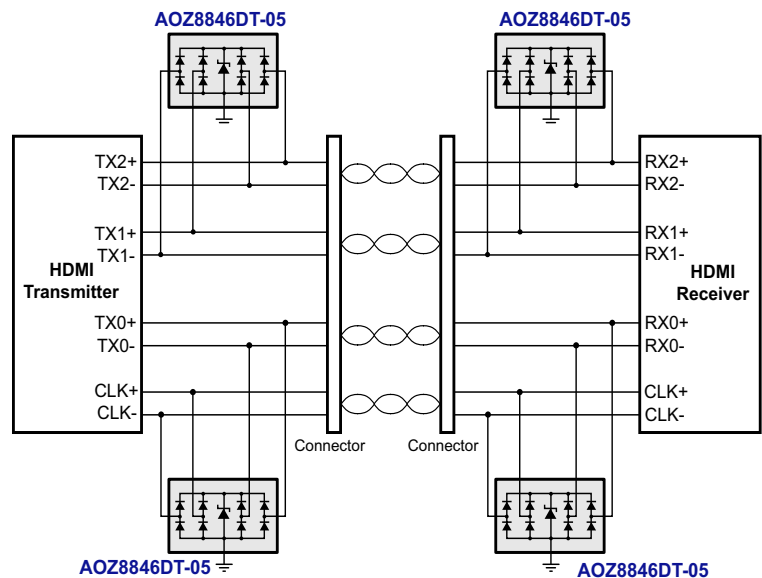 AOZ8846DT-05
AOZ8846DT-05
TX2+
TX2-
TX1+
TX1-
HDMI
Transmitter
TX0+
TX0-
CLK+
CLK-
RX2+
RX2-
RX1+
RX1-
HDMI
Receiver
RX0+
RX0-
CLK+
CLK-
Connector
Connector
AOZ8846DT-05
AOZ8846DT-05